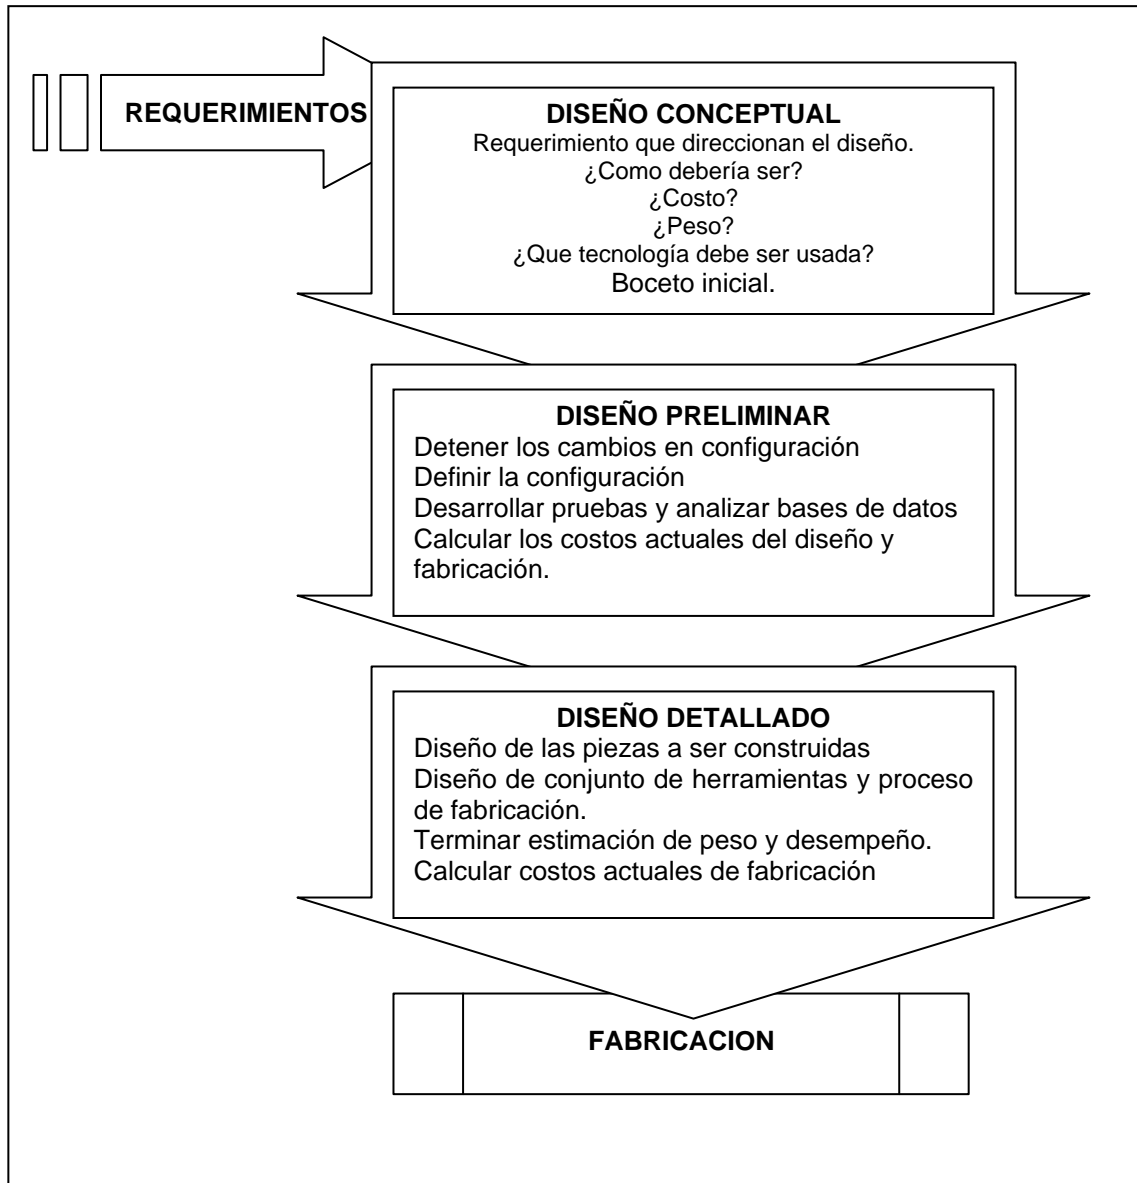 REQUERIMIENTOS
DISEÑO CONCEPTUAL
Requerimiento que direccionan el diseño.
¿Como debería ser?
¿Costo?
¿Peso?
¿Que tecnología debe ser usada?
Boceto inicial.
DISEÑO PRELIMINAR
Detener los cambios en configuración
Definir la configuración
Desarrollar pruebas y analizar bases de datos
Calcular los costos actuales del diseño y
fabricación.
DISEÑO DETALLADO
Diseño de las piezas a ser construidas
Diseño de conjunto de herramientas y proceso
de fabricación.
Terminar estimación de peso y desempeño.
Calcular costos actuales de fabricación
FABRICACION